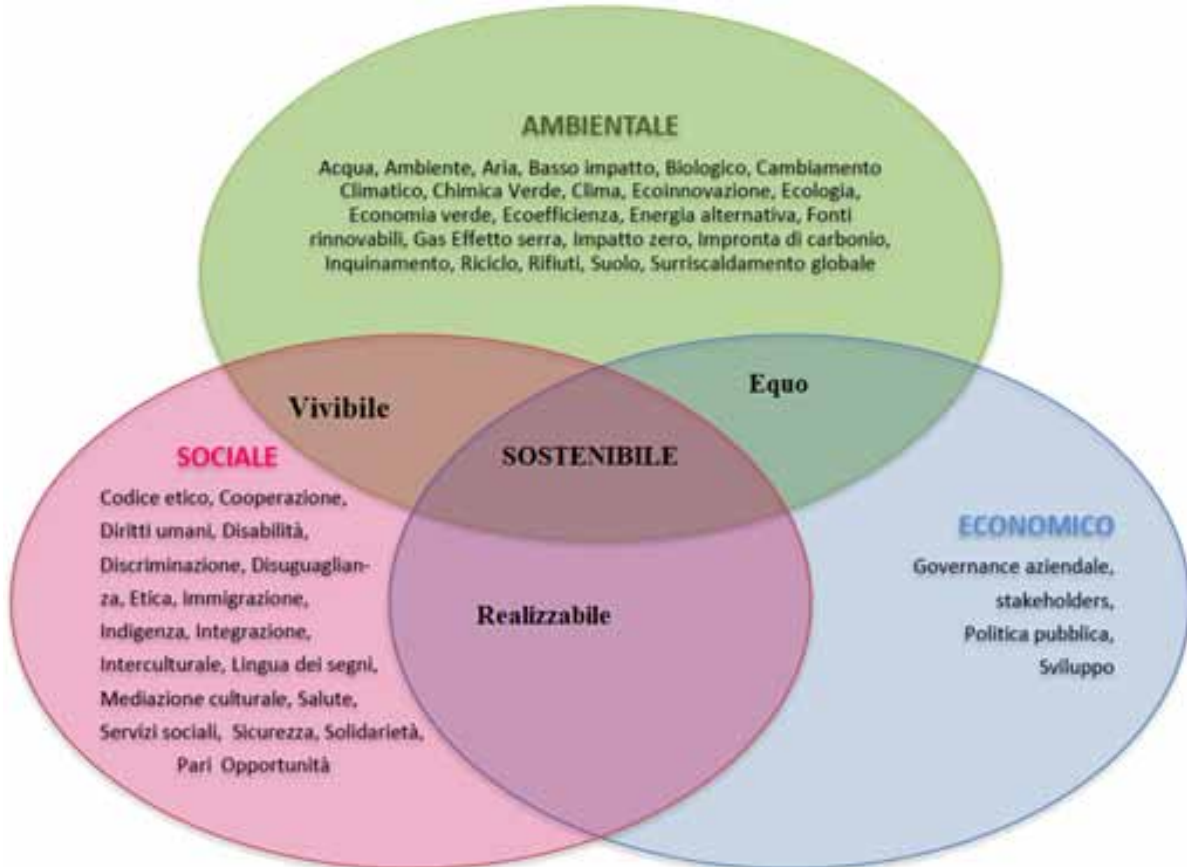 AMBIENTALE
Acqua, Ambiente, Aria, Basso impatto, Biologico, Cambiamento
Climatico, Chimica Verde, Clima, Ecoinnovazione, Ecologia,
Economia verde, Ecoefficienza, Energia alternativa, Fonti
rinnovabili, Gas Effetto serra, Impatto zero, Impronta di carbonio,
Inquinamento, Riciclo, Rifiuti, Suolo, Surriscaldamento globale
Vivibile
Equo
SOSTENIBILE
SOCIALE
Codice etico, Cooperazione,
Diritti umani, Disabilità,
Discriminazione, Disuguaglian-
za, Etica, Immigrazione,
Indigenza, Integrazione,
Interculturale, Lingua dei segni,
Mediazione culturale, Salute,
Servizi sociali, Sicurezza, Solidarietà,
Pari Opportunità
Realizzabile
ECONOMICO
Governance aziendale,
stakeholders,
Politica pubblica,
Sviluppo